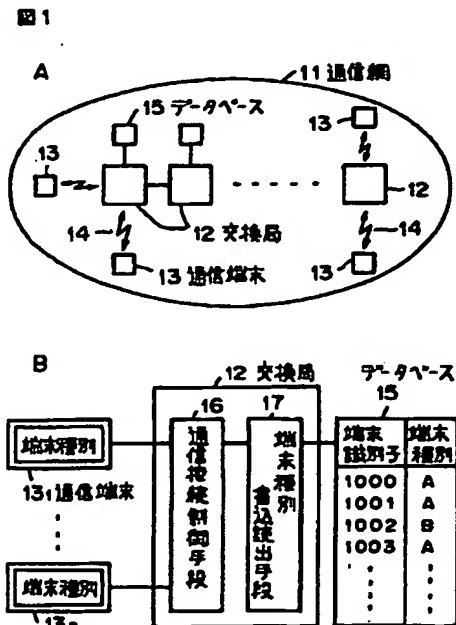 図1
A
11 通信網
15 データベース
13
13
12
14
12 交換局
14
13 通信端末
13
B
12 交換局
データベース
15
16
17
端末種別
通信接続制御手段
端末種別
書込読出手段
端末識別子
端末種別
13₁通信端末
1000 A
1001 A
1002 B
1003 A
端末種別
13ₙ